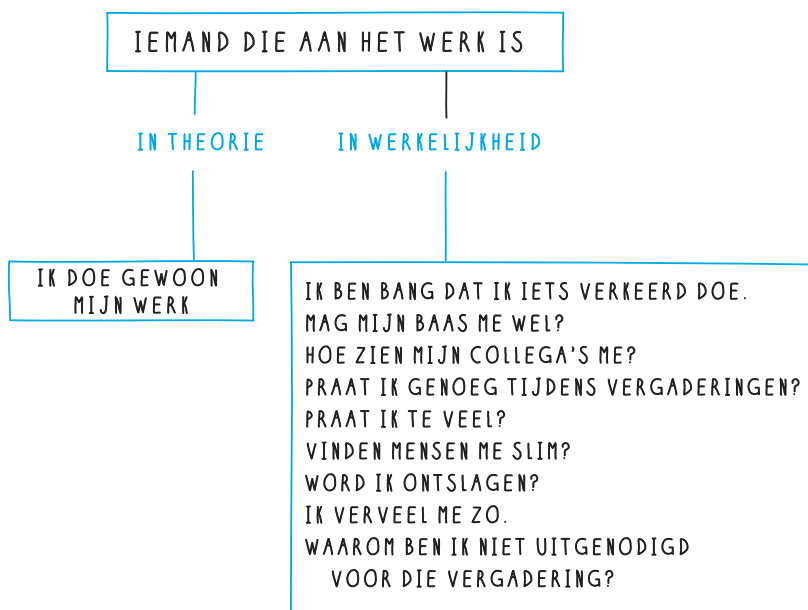 IEMAND DIE AAN HET WERK IS
IN THEORIE
IN WERKELIJKHEID
IK DOE GEWOON
MIJN WERK
IK BEN BANG DAT IK IETS VERKEERD DOE.
MAG MIJN BAAS ME WEL?
HOE ZIEN MIJN COLLEGA'S ME?
PRAAT IK GENOEG TIJDENS VERGADERINGEN?
PRAAT IK TE VEEL?
VINDEN MENSEN ME SLIM?
WORD IK ONTSLAGEN?
IK VERVEEL ME ZO.
WAAROM BEN IK NIET UITGENODIGD
VOOR DIE VERGADERING?